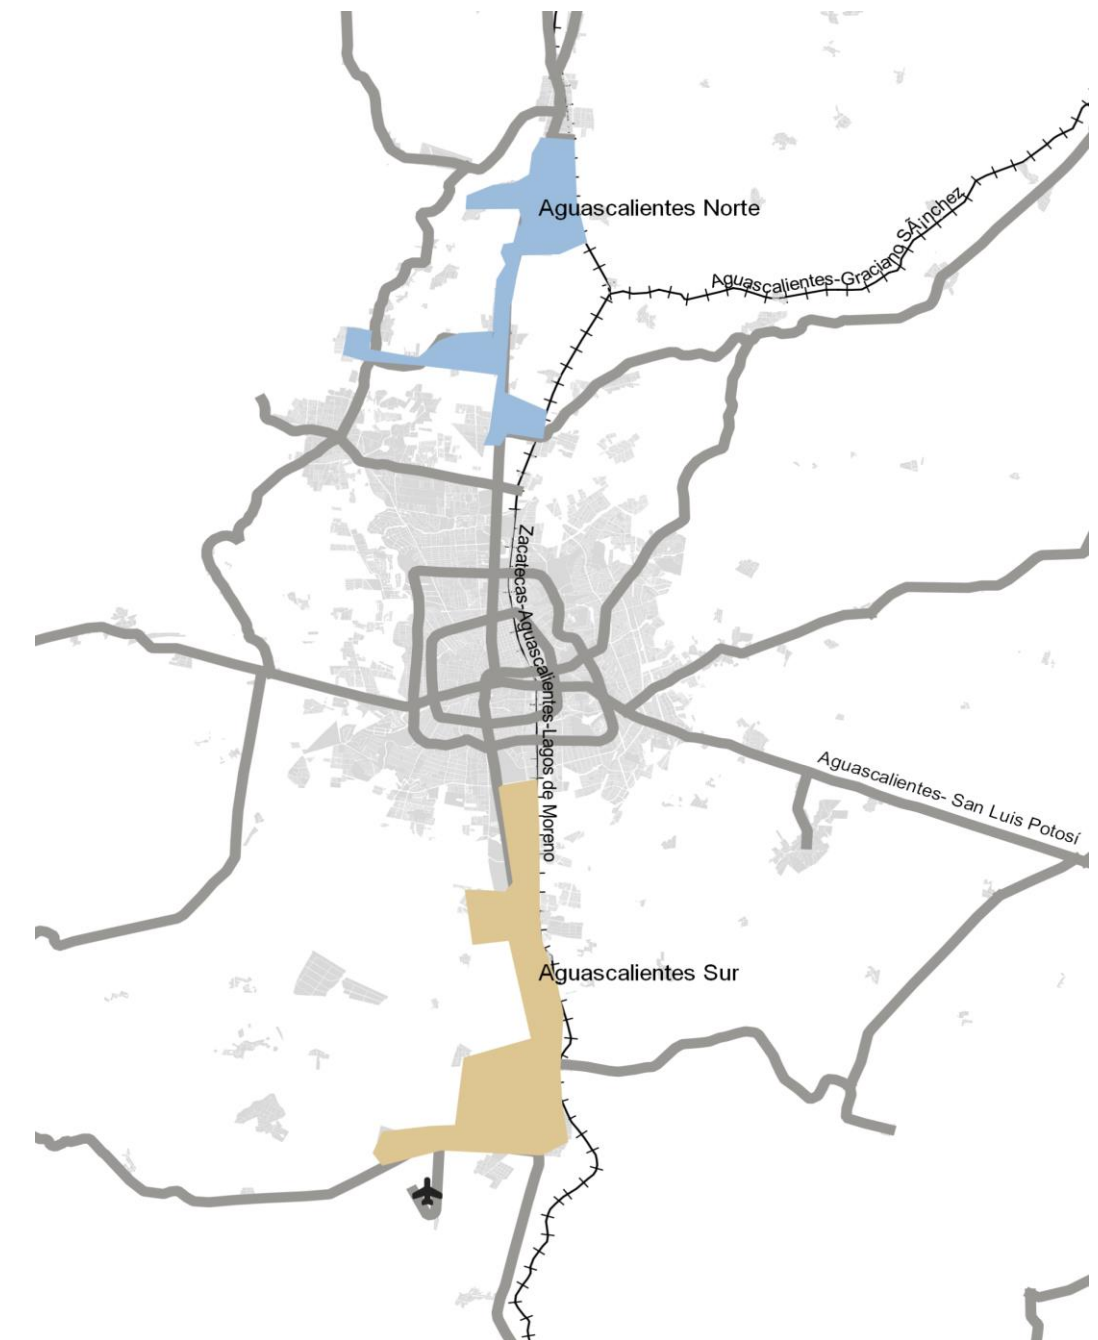 Aguascalientes Norte
Aguascalientes-Graciano SÃ¡nchez
Zacatecas-Aguascalientes-Lagos de Moreno
Aguascalientes- San Luis Potosí
Aguascalientes Sur